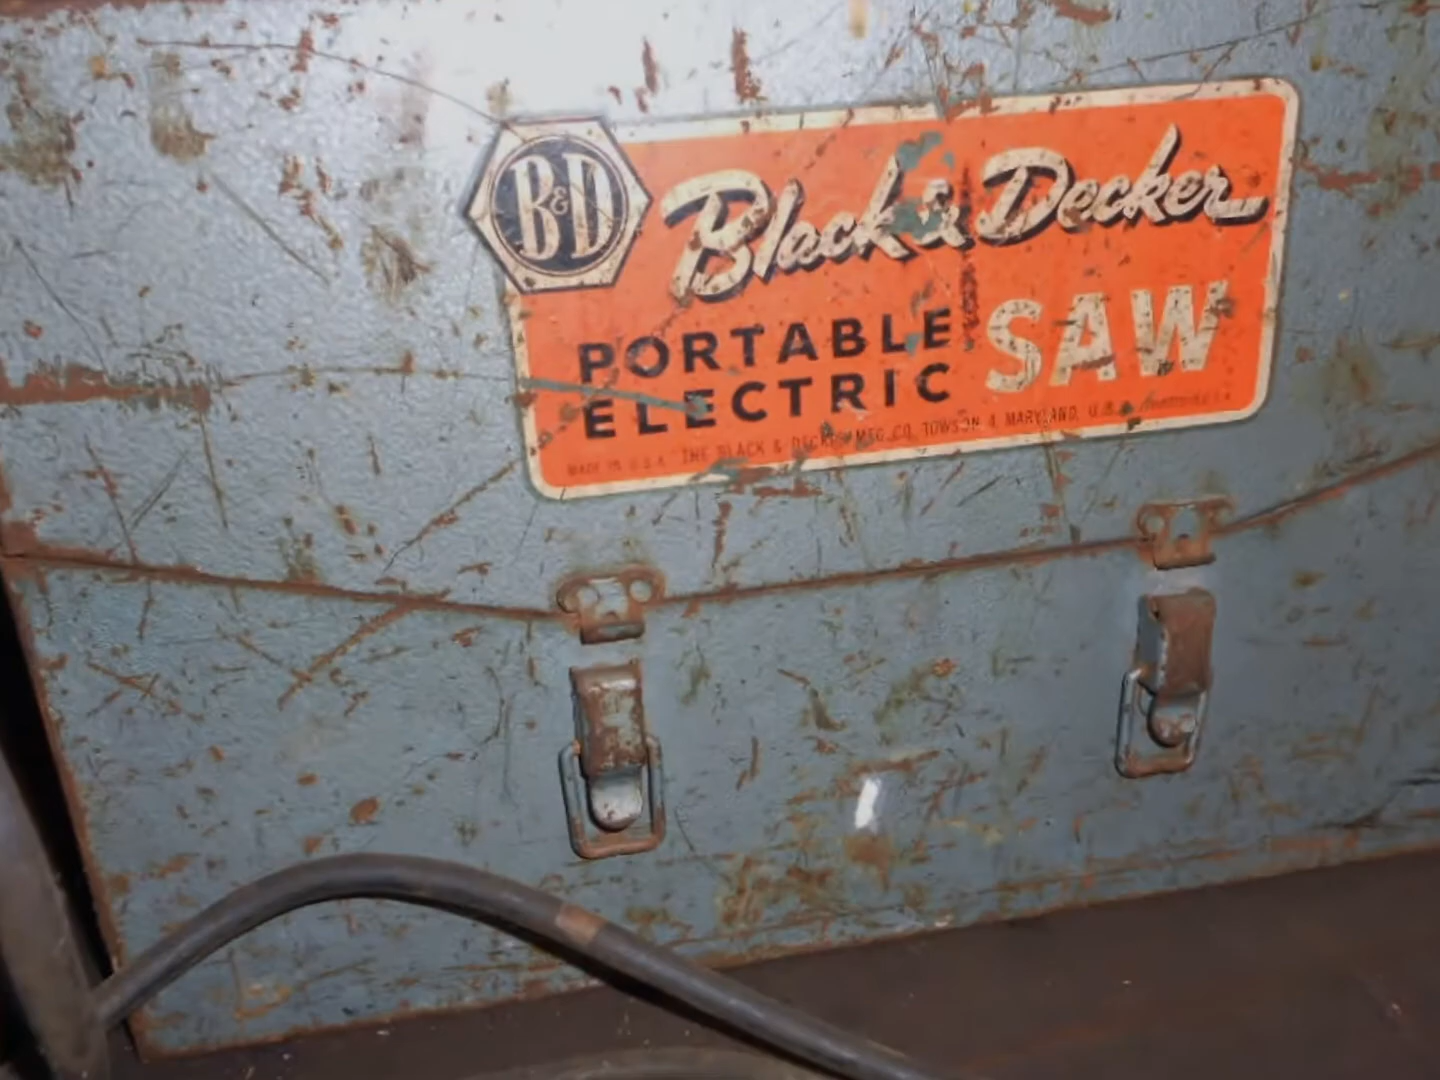 B&D
Black & Decker
PORTABLE
ELECTRIC
SAW
MADE IN U.S.A. THE BLACK & DECKER MFG. CO. TOWSON 4, MARYLAND, U.S.A.